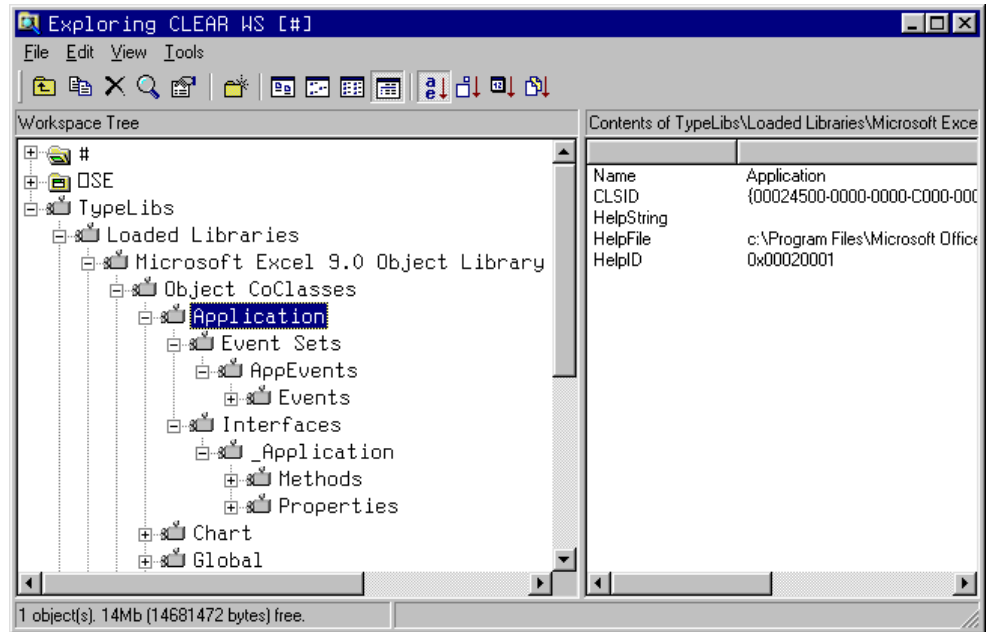 Exploring CLEAR WS [#]
File Edit View Tools
Workspace Tree
Contents of TypeLibs\Loaded Libraries\Microsoft Exce
#
⎕SE
TypeLibs
Loaded Libraries
Microsoft Excel 9.0 Object Library
Object CoClasses
Application
Event Sets
AppEvents
Events
Interfaces
_Application
Methods
Properties
Chart
Global
Name Application
CLSID {00024500-0000-0000-C000-000
HelpString
HelpFile c:\Program Files\Microsoft Office
HelpID 0x00020001
1 object(s). 14Mb (14681472 bytes) free.